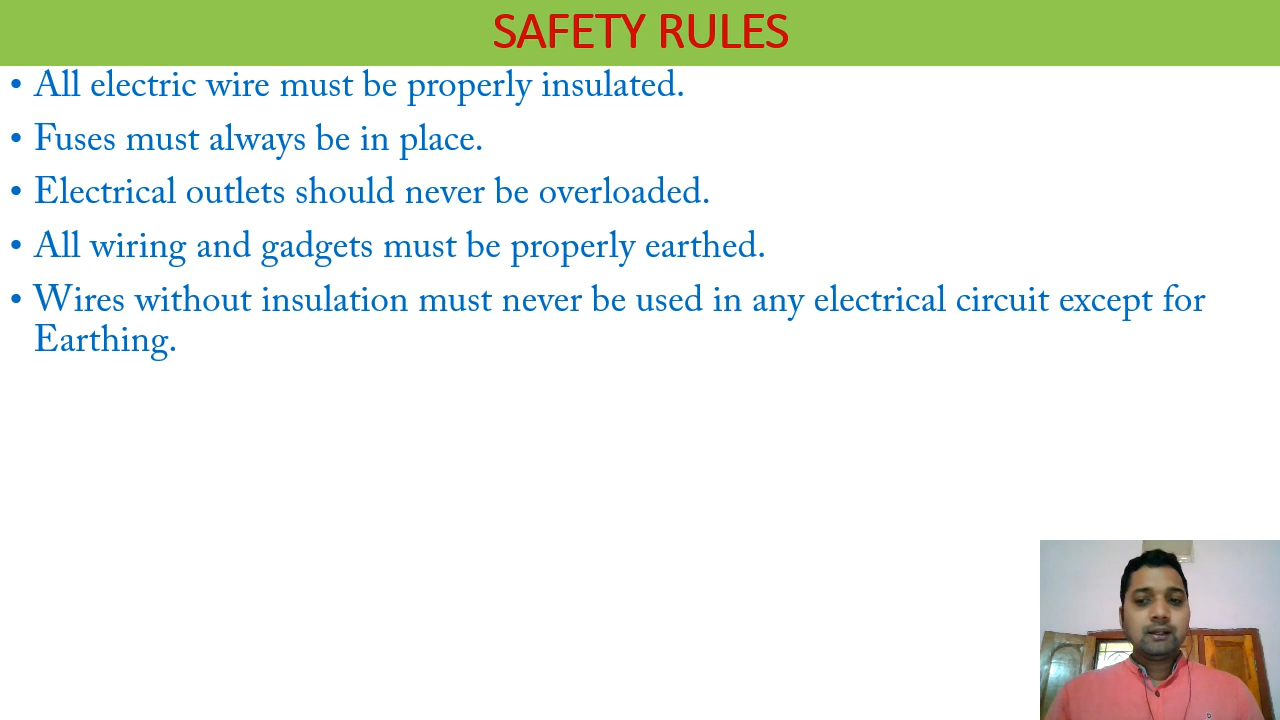 SAFETY RULES
• All electric wire must be properly insulated.
• Fuses must always be in place.
• Electrical outlets should never be overloaded.
• All wiring and gadgets must be properly earthed.
• Wires without insulation must never be used in any electrical circuit except for
Earthing.